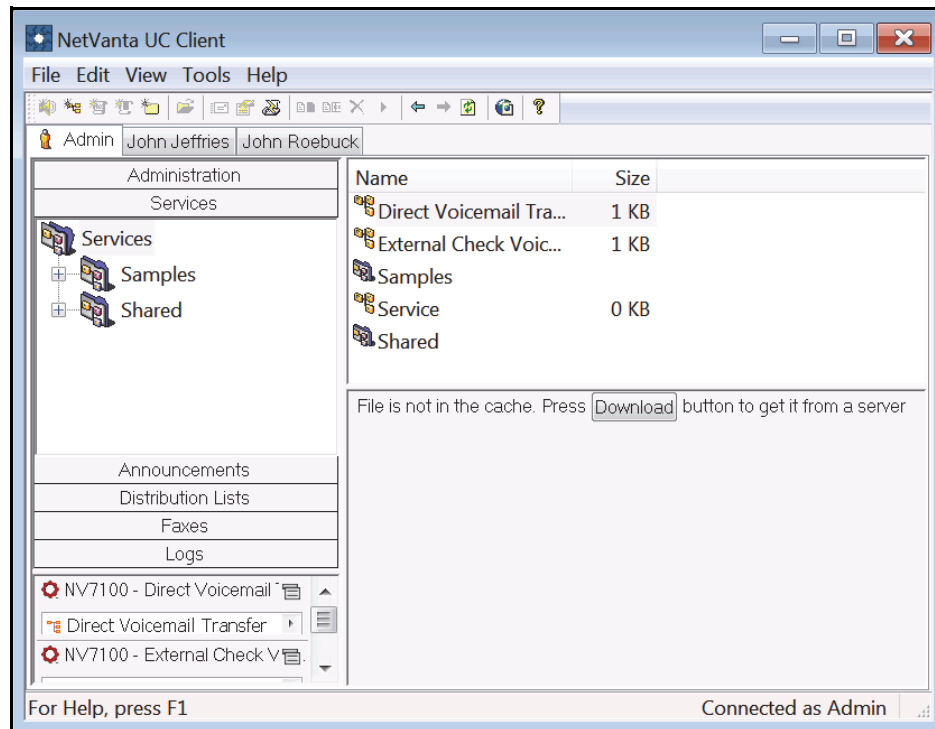 NetVanta UC Client
File Edit View Tools Help
Admin John Jeffries John Roebuck
Administration
Services
Services
Samples
Shared
Announcements
Distribution Lists
Faxes
Logs
NV7100 - Direct Voicemail
Direct Voicemail Transfer
NV7100 - External Check V
Name Size
Direct Voicemail Tra... 1 KB
External Check Voic... 1 KB
Samples
Service 0 KB
Shared
File is not in the cache. Press Download button to get it from a server
For Help, press F1 Connected as Admin